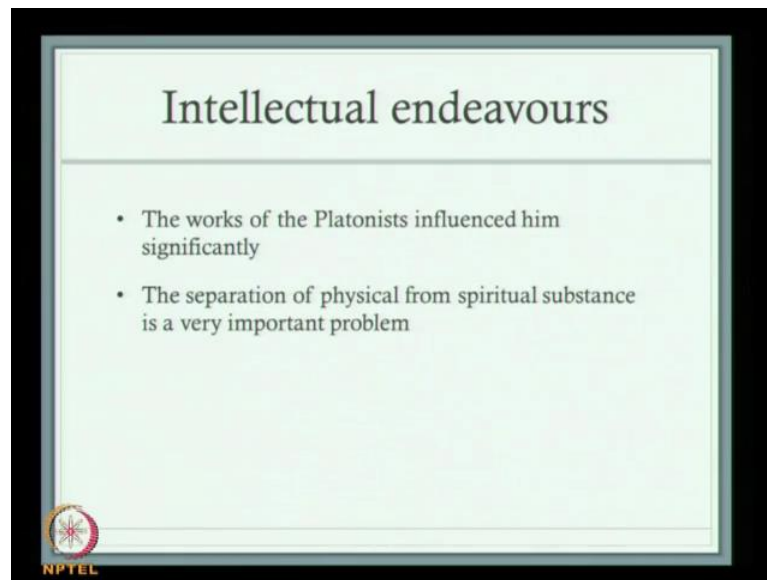 Intellectual endeavours
• The works of the Platonists influenced him
significantly
• The separation of physical from spiritual substance
is a very important problem
NPTEL